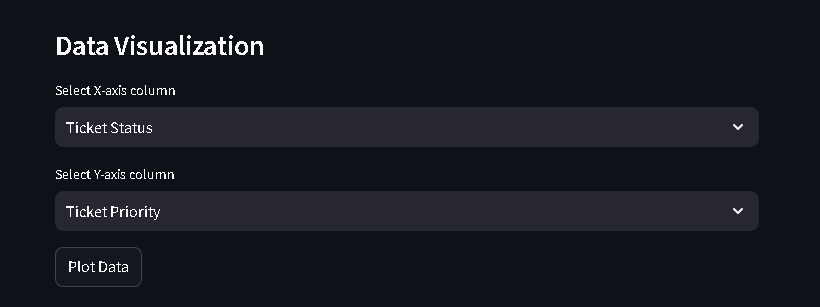 Data Visualization
Select X-axis column
Ticket Status
Select Y-axis column
Ticket Priority
Plot Data